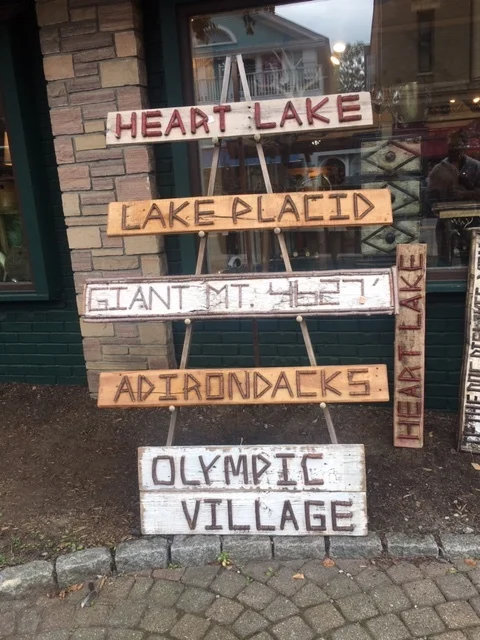 HEART LAKE
LAKE PLACID
GIANT MT. 4627'
ADIRONDACKS
OLYMPIC
VILLAGE
HEART LAKE